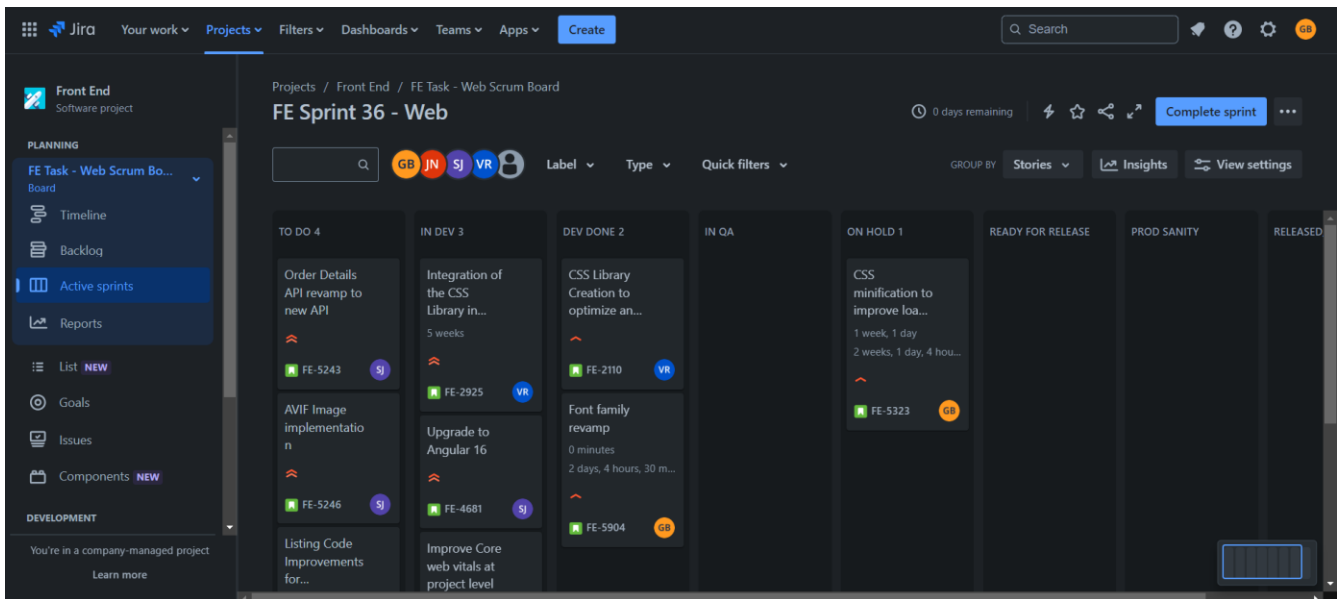 Jira Your work Projects Filters Dashboards Teams Apps Create Search GB
Front End
Software project
PLANNING
FE Task - Web Scrum Bo...
Board
Timeline
Backlog
Active sprints
Reports
List NEW
Goals
Issues
Components NEW
DEVELOPMENT
You're in a company-managed project
Learn more
Projects / Front End / FE Task - Web Scrum Board
FE Sprint 36 - Web
0 days remaining Complete sprint
GB JN SJ VR Label Type Quick filters GROUP BY Stories Insights View settings
TO DO 4
Order Details
API revamp to
new API
FE-5243 SJ
AVIF Image
implementatio
n
FE-5246 SJ
Listing Code
Improvements
for...
IN DEV 3
Integration of
the CSS
Library in...
5 weeks
FE-2925 VR
Upgrade to
Angular 16
FE-4681 SJ
Improve Core
web vitals at
project level
DEV DONE 2
CSS Library
Creation to
optimize an...
FE-2110 VR
Font family
revamp
0 minutes
2 days, 4 hours, 30 m...
FE-5904 GB
IN QA
ON HOLD 1
CSS
minification to
improve loa...
1 week, 1 day
2 weeks, 1 day, 4 hou...
FE-5323 GB
READY FOR RELEASE
PROD SANITY
RELEASED